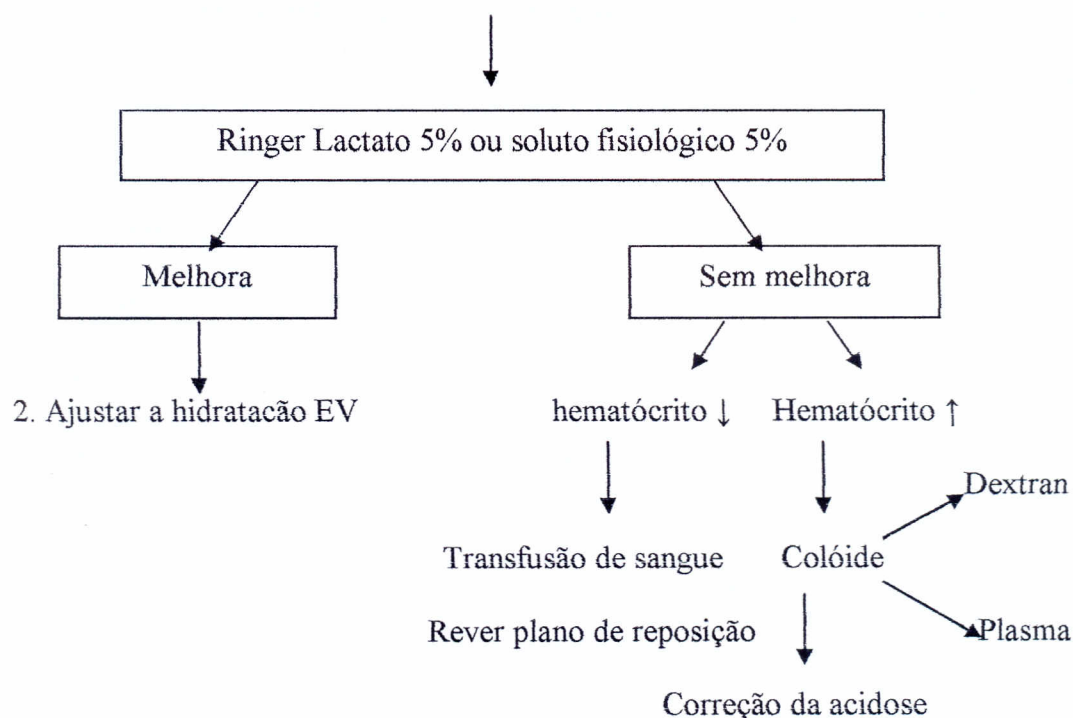 Ringer Lactato 5% ou soluto fisiológico 5%
Melhora
Sem melhora
2. Ajustar a hidratacão EV
hematócrito ↓
Hematócrito ↑
Dextran
Transfusão de sangue
Colóide
Rever plano de reposição
Plasma
Correção da acidose